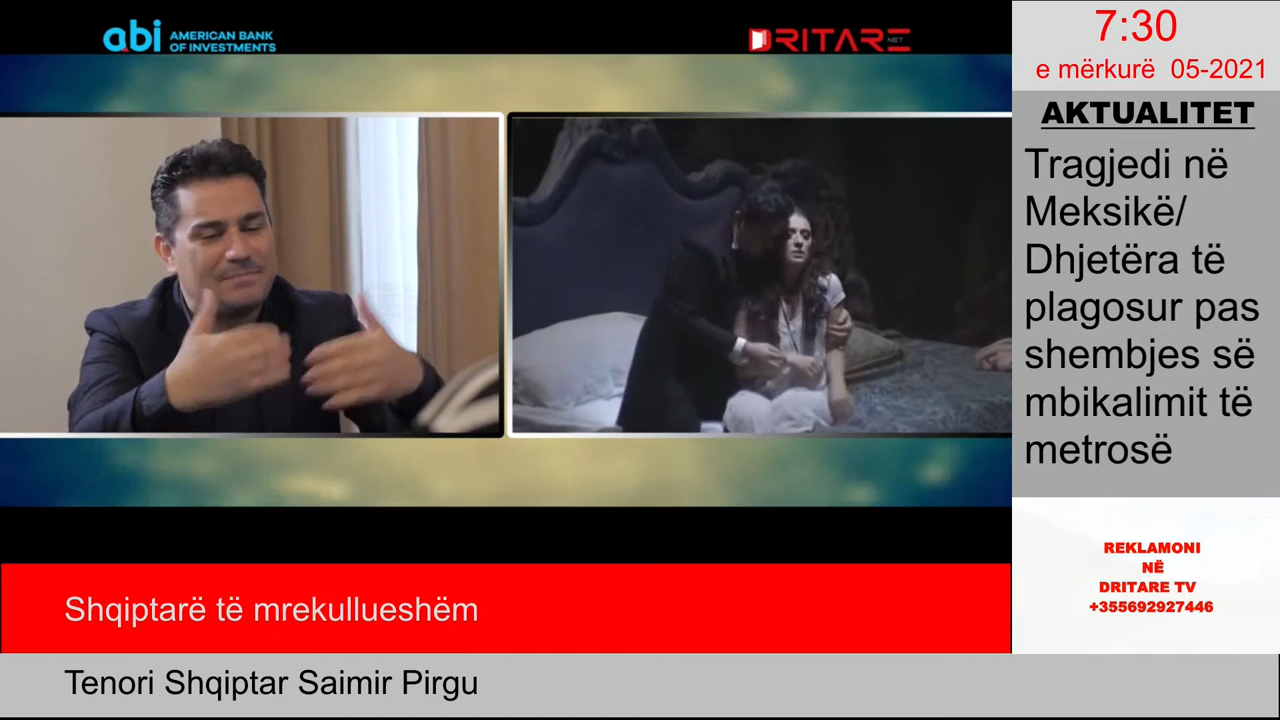 abi AMERICAN BANK
OF INVESTMENTS
DRITARE.NET
7:30
e mërkurë 05-2021
AKTUALITET
Tragjedi në
Meksikë/
Dhjetëra të
plagosur pas
shembjes së
mbikalimit të
metrosë
REKLAMONI
NË
DRITARE TV
+355692927446
Shqiptarë të mrekullueshëm
Tenori Shqiptar Saimir Pirgu